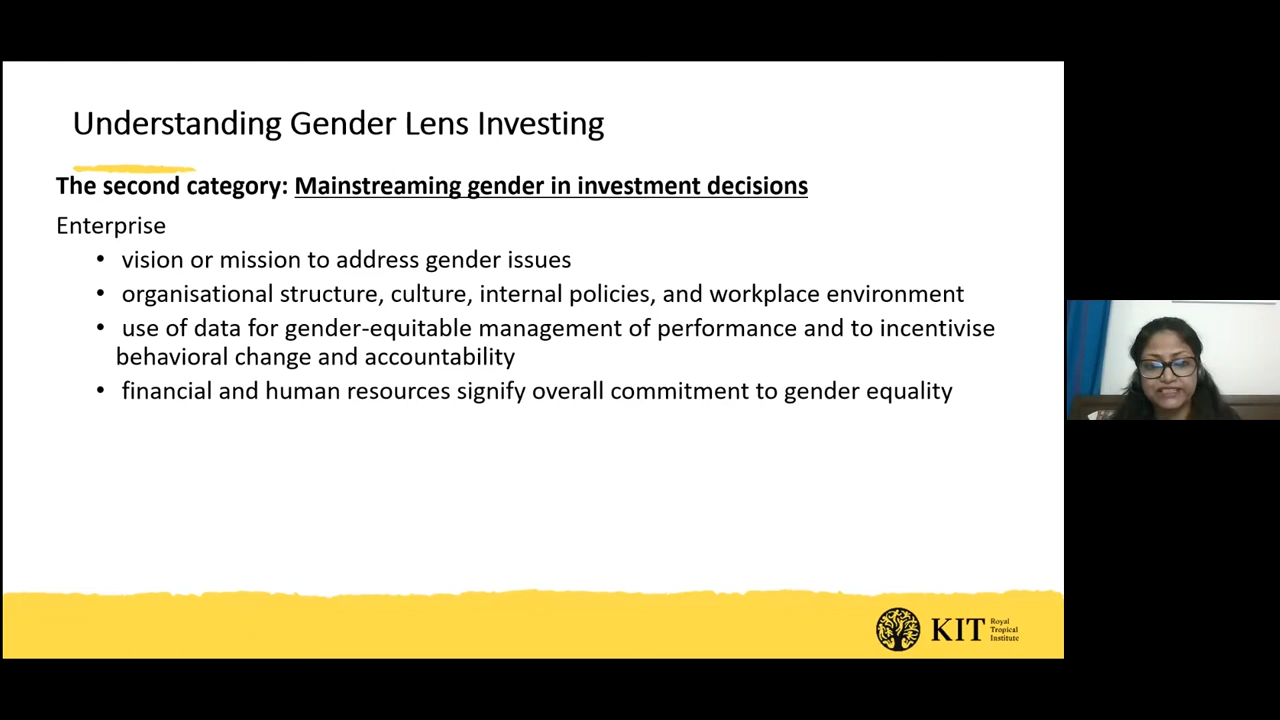 Understanding Gender Lens Investing
The second category: Mainstreaming gender in investment decisions
Enterprise
• vision or mission to address gender issues
• organisational structure, culture, internal policies, and workplace environment
• use of data for gender-equitable management of performance and to incentivise
behavioral change and accountability
• financial and human resources signify overall commitment to gender equality
KIT Royal
Tropical
Institute